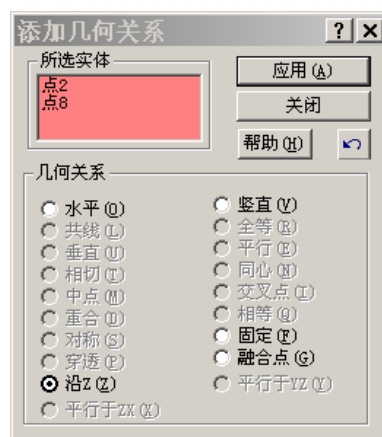 添加几何关系
所选实体
点2
点8
应用(A)
关闭
帮助(H)
几何关系
水平(O)
竖直(V)
共线(L)
全等(R)
垂直(U)
平行(E)
相切(T)
同心(N)
中点(M)
交叉点(I)
重合(D)
相等(Q)
对称(S)
固定(F)
穿透(P)
融合点(G)
沿Z(Z)
平行于YZ(Y)
平行于ZX(X)